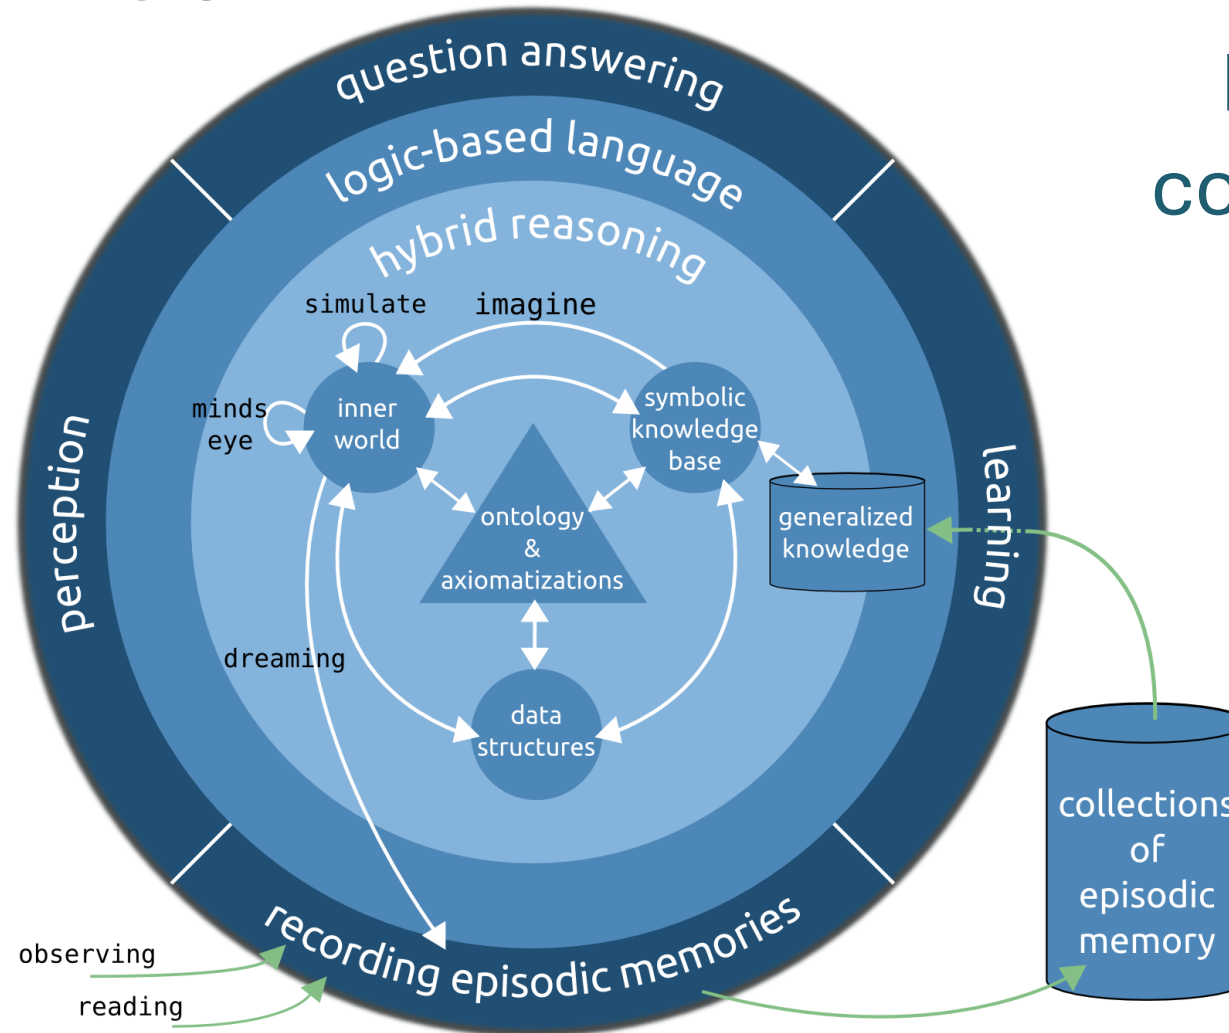 question answering
logic-based language
hybrid reasoning
simulate
imagine
minds
eye
inner
world
symbolic
knowledge
base
perception
learning
ontology
&
axiomatizations
generalized
knowledge
dreaming
data
structures
collections
of
episodic
memory
recording episodic memories
observing
reading